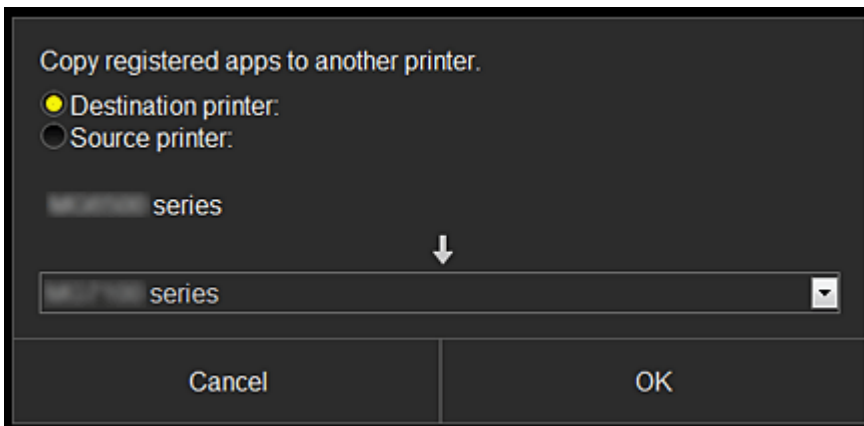 Copy registered apps to another printer.
Destination printer:
Source printer:
series
series
Cancel
OK